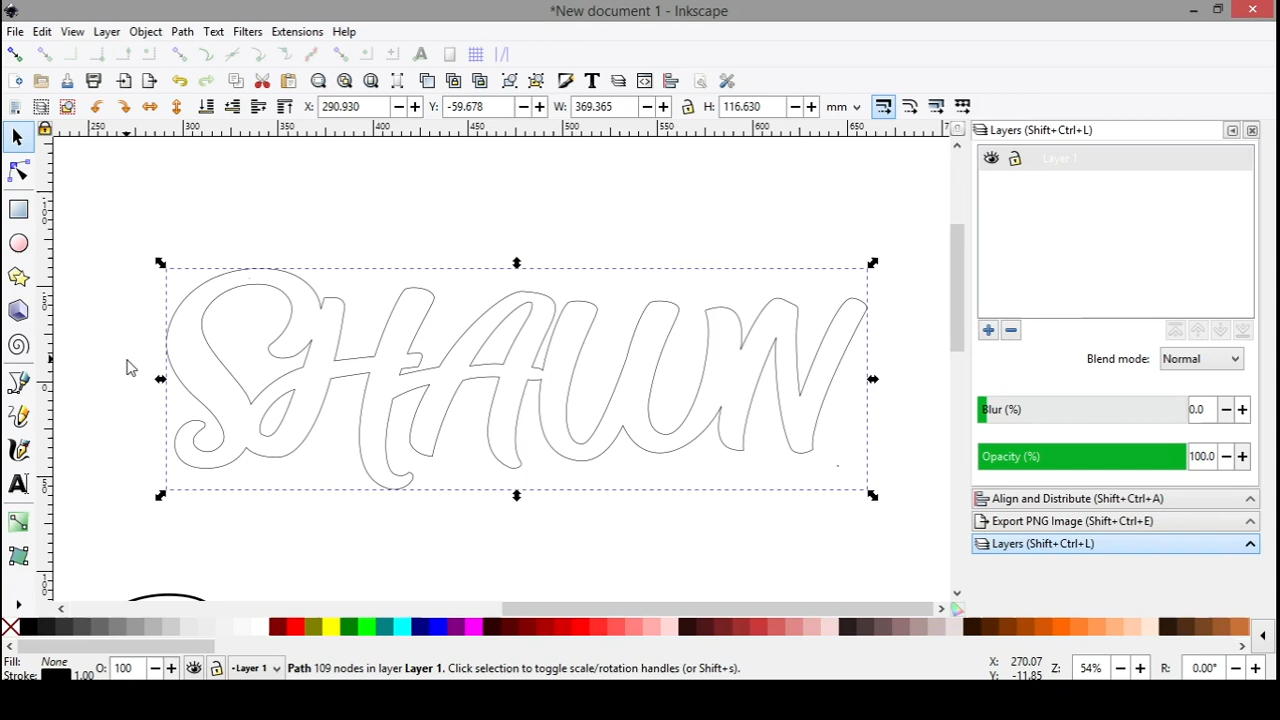 *New document 1 - Inkscape
File Edit View Layer Object Path Text Filters Extensions Help
X: 290.930 Y: -59.678 W: 369.365 H: 116.630 mm
250 300 350 400 450 500 550 600 650
Layers (Shift+Ctrl+L)
Layer 1
SHAUN
Blend mode: Normal
Blur (%) 0.0
Opacity (%) 100.0
Align and Distribute (Shift+Ctrl+A)
Export PNG Image (Shift+Ctrl+E)
Layers (Shift+Ctrl+L)
Fill: None O: 100 Layer 1 Path 109 nodes in layer Layer 1. Click selection to toggle scale/rotation handles (or Shift+s). X: 270.07 Z: 54% R: 0.00°
Stroke: 1.00 Y: -11.85